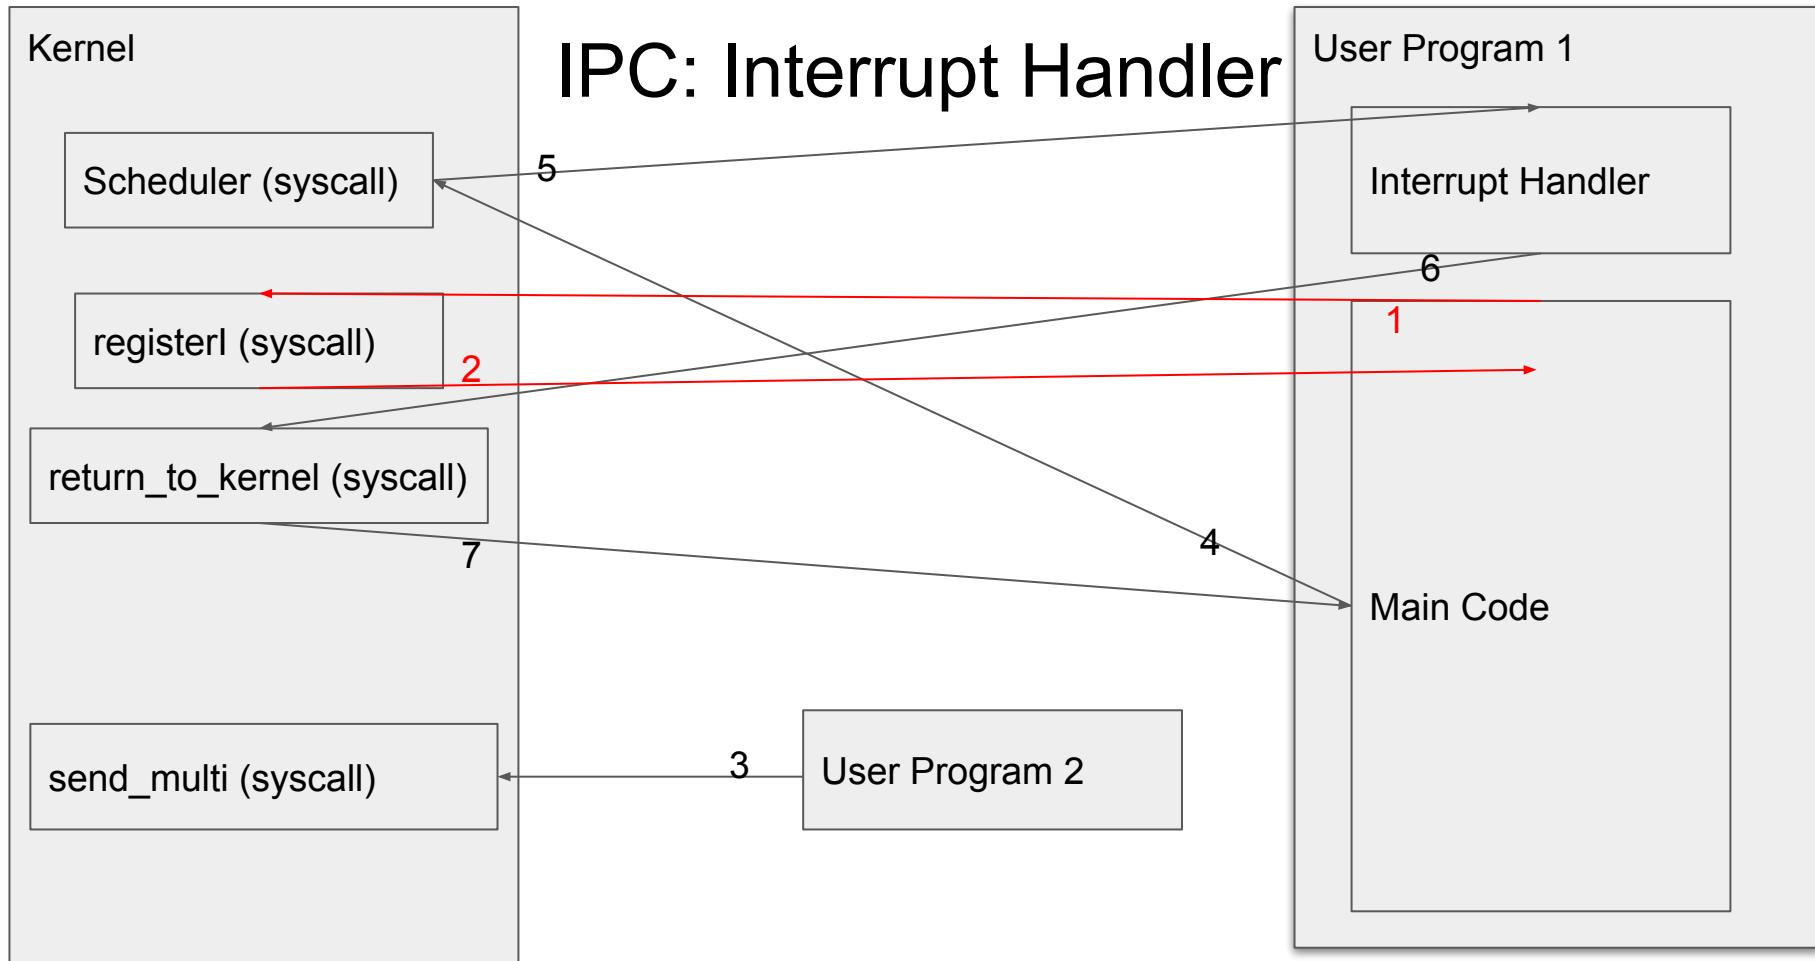 Kernel
IPC: Interrupt Handler
User Program 1
Scheduler (syscall)
5
Interrupt Handler
6
1
registerI (syscall)
2
return_to_kernel (syscall)
7
4
Main Code
send_multi (syscall)
3
User Program 2